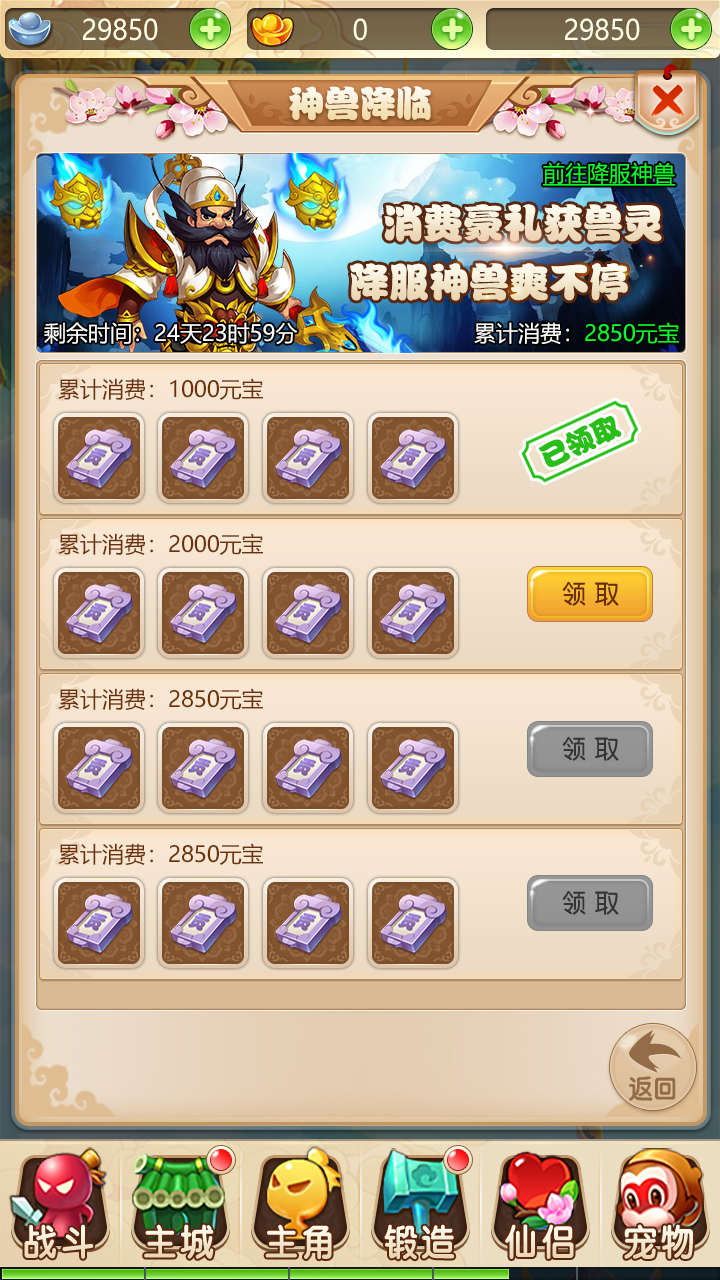 29850
0
29850
神兽降临
前往降服神兽
消费豪礼获兽灵
降服神兽爽不停
剩余时间：24天23时59分
累计消费：2850元宝
累计消费：1000元宝
已领取
累计消费：2000元宝
领取
累计消费：2850元宝
领取
累计消费：2850元宝
领取
返回
战斗
主城
主角
锻造
仙侣
宠物